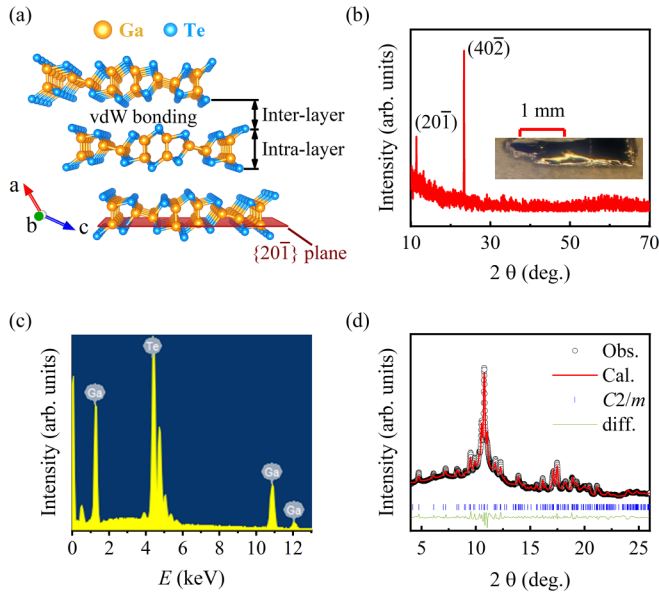 (a)
Ga Te
vdW bonding
Inter-layer
Intra-layer
a
b
c
{201̅} plane
(b)
Intensity (arb. units)
(201̅)
(402̅)
1 mm
10 30 50 70
2 θ (deg.)
(c)
Intensity (arb. units)
Ga
Te
Ga
Ga
0 2 4 6 8 10 12
E (keV)
(d)
Intensity (arb. units)
Obs.
Cal.
C2/m
diff.
5 10 15 20 25
2 θ (deg.)